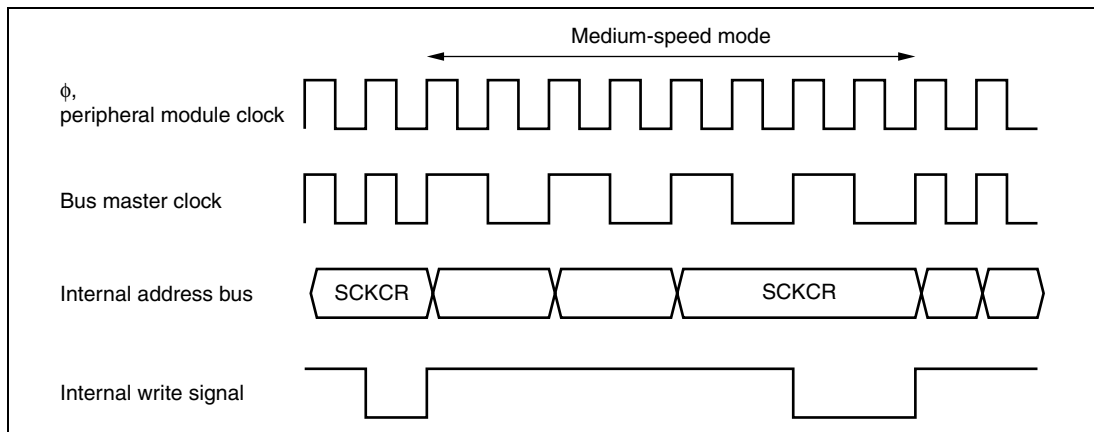 Medium-speed mode
ϕ,
peripheral module clock
Bus master clock
Internal address bus
SCKCR
SCKCR
Internal write signal